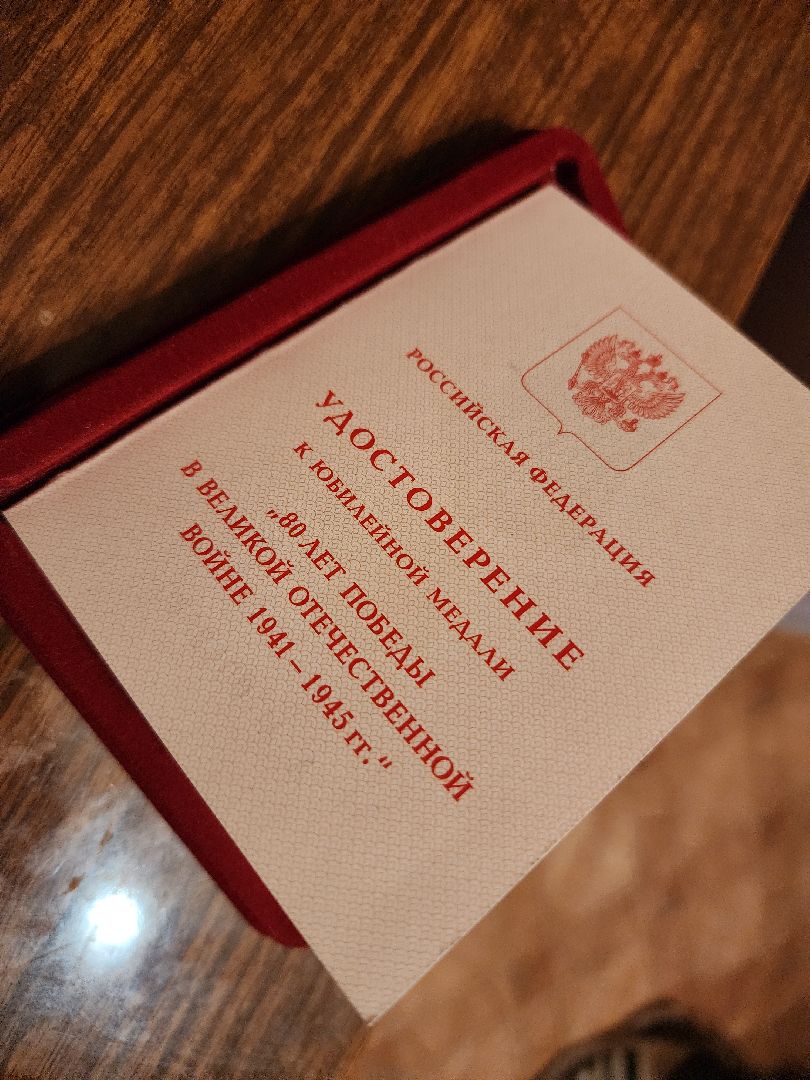 РОССИЙСКАЯ ФЕДЕРАЦИЯ
УДОСТОВЕРЕНИЕ
К ЮБИЛЕЙНОЙ МЕДАЛИ
„80 ЛЕТ ПОБЕДЫ
В ВЕЛИКОЙ ОТЕЧЕСТВЕННОЙ
ВОЙНЕ 1941–1945 гг.“